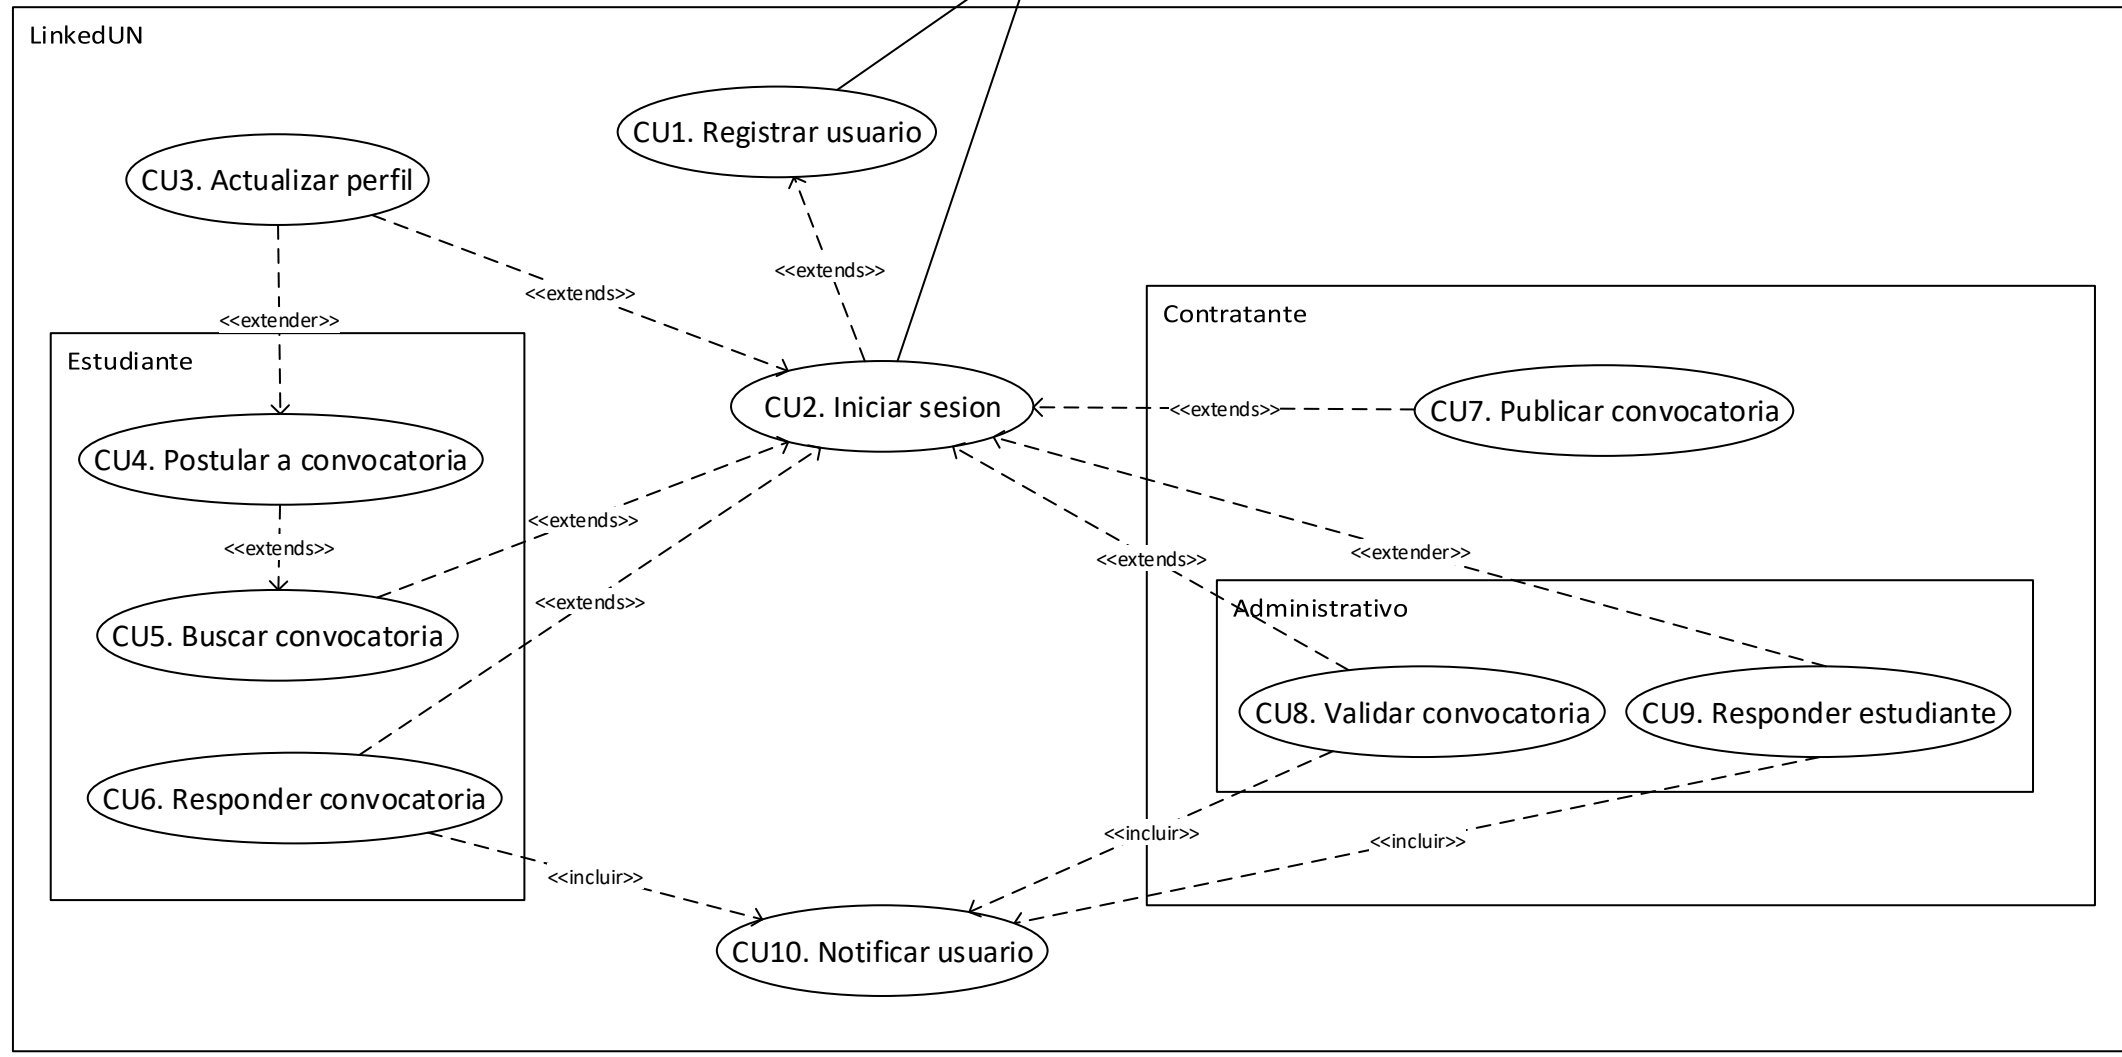 LinkedUN
CU1. Registrar usuario
CU3. Actualizar perfil
<<extends>>
<<extends>>
<<extender>>
Contratante
Estudiante
CU2. Iniciar sesion
<<extends>>
CU7. Publicar convocatoria
CU4. Postular a convocatoria
<<extends>>
<<extends>>
<<extends>>
<<extender>>
<<extends>>
Administrativo
CU5. Buscar convocatoria
CU8. Validar convocatoria
CU9. Responder estudiante
CU6. Responder convocatoria
<<incluir>>
<<incluir>>
<<incluir>>
CU10. Notificar usuario